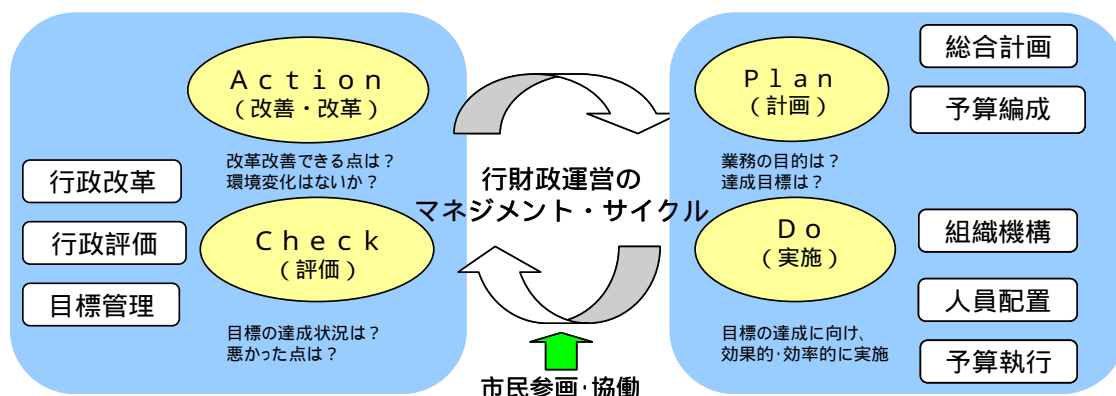 Ａｃｔｉｏｎ
（改善・改革）
改革改善できる点は？
環境変化はないか？
行政改革
行政評価
目標管理
Ｃｈｅｃｋ
（評価）
目標の達成状況は？
悪かった点は？
行財政運営の
マネジメント・サイクル
市民参画･協働
Ｐｌａｎ
（計画）
業務の目的は？
達成目標は？
総合計画
予算編成
Ｄｏ
（実施）
目標の達成に向け、
効果的･効率的に実施
組織機構
人員配置
予算執行